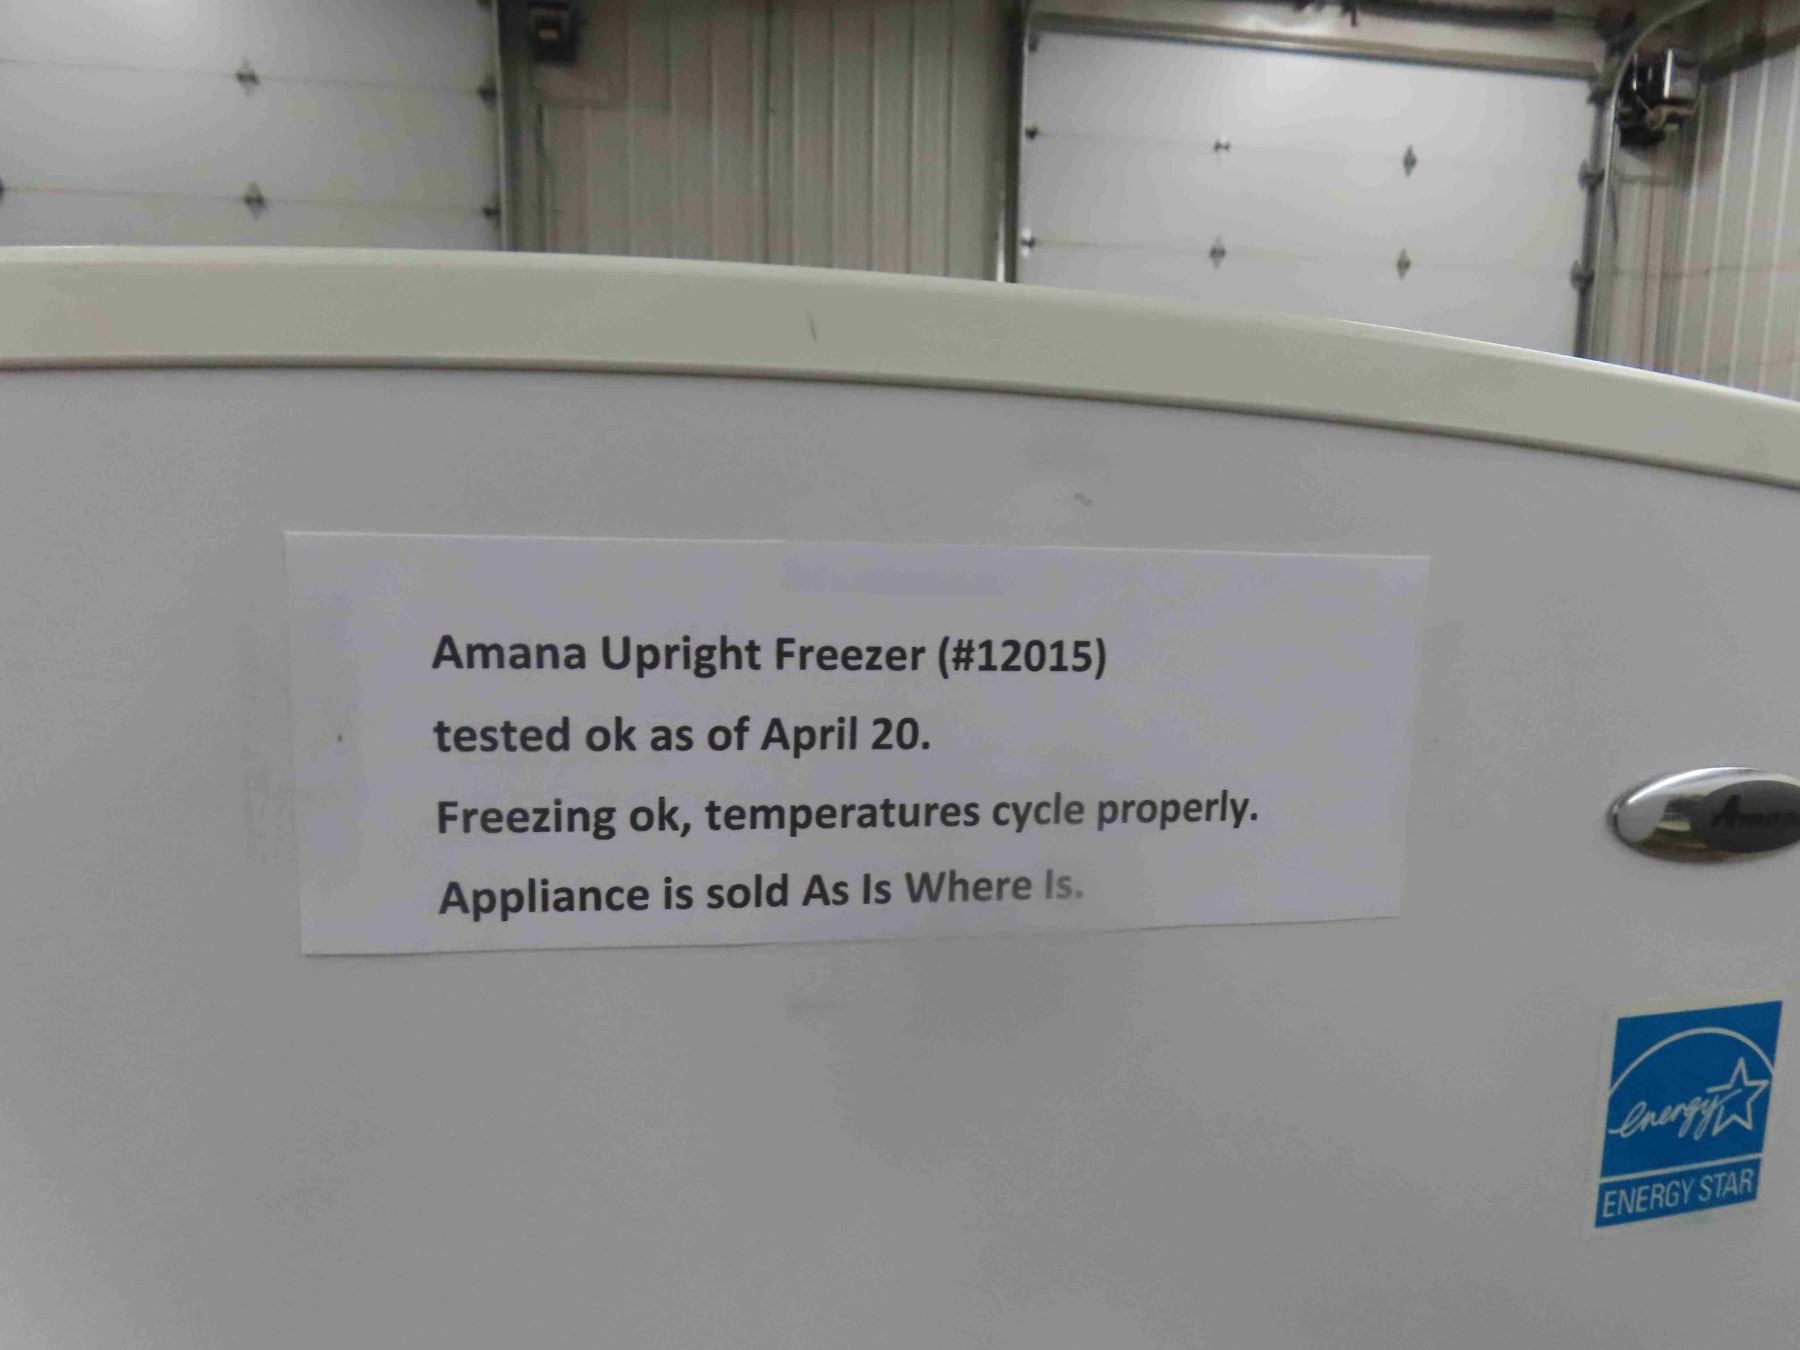 Amana Upright Freezer (#12015)
tested ok as of April 20.
Freezing ok, temperatures cycle properly.
Appliance is sold As Is Where Is.
energy
ENERGY STAR